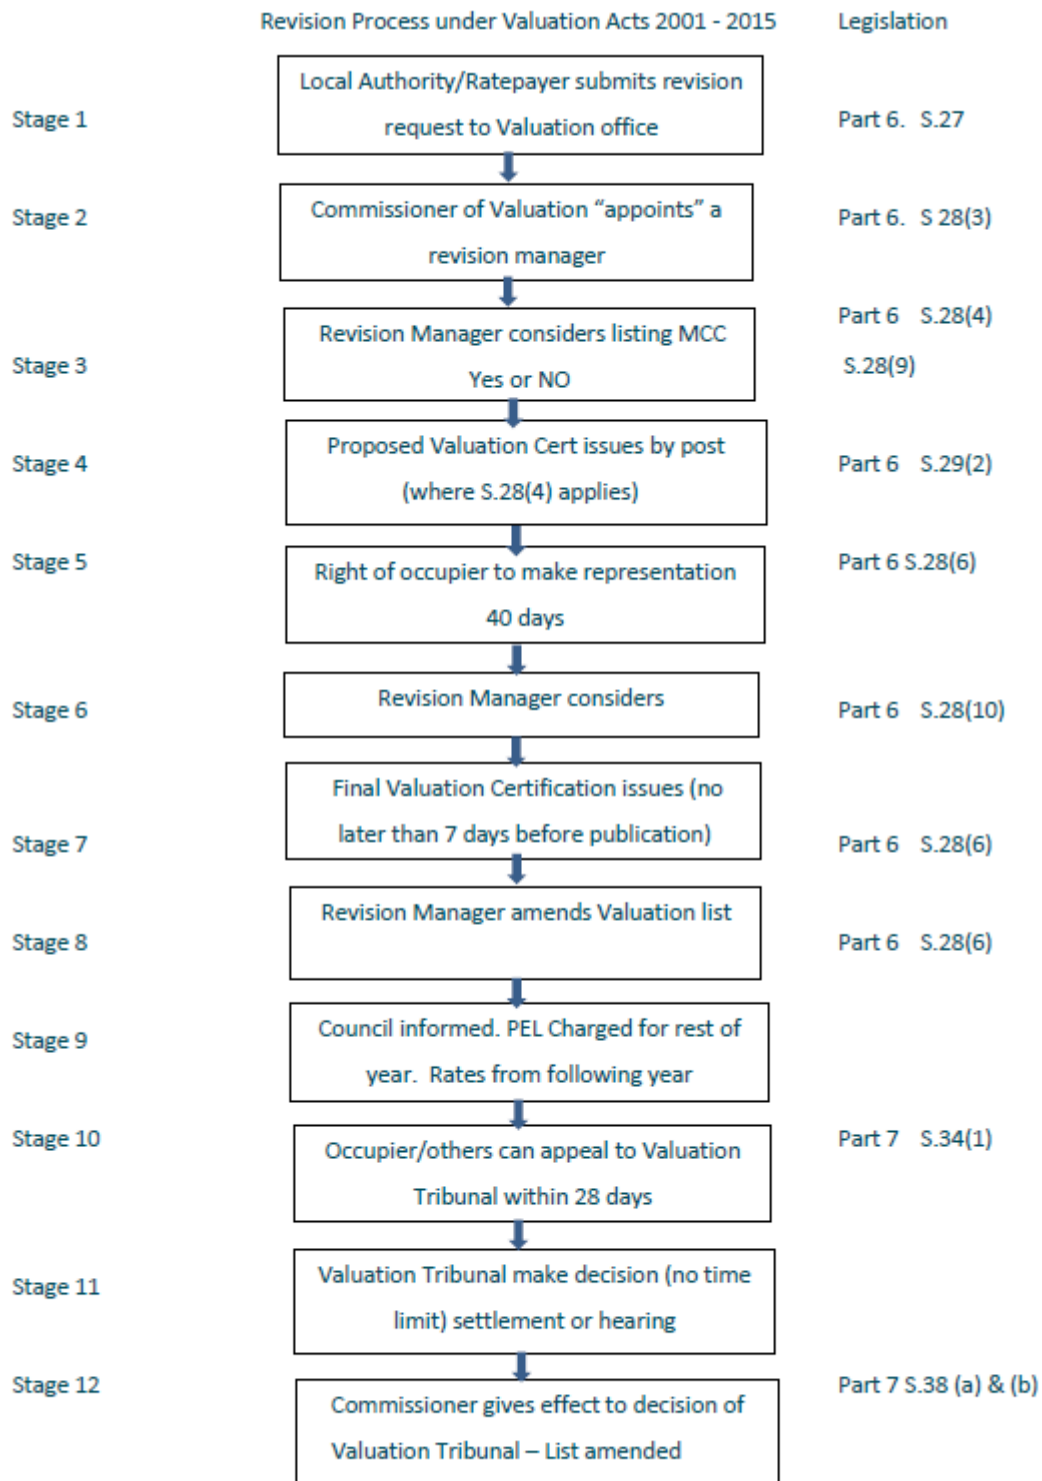 Revision Process under Valuation Acts 2001 - 2015 Legislation
Local Authority/Ratepayer submits revision
Stage 1 request to Valuation office Part 6. S.27
Commissioner of Valuation “appoints” a
Stage 2 revision manager Part 6. S 28(3)
Revision Manager considers listing MCC Part 6 S.28(4)
Stage 3 Yes or NO S.28(9)
Proposed Valuation Cert issues by post
Stage 4 (where S.28(4) applies) Part 6 S.29(2)
Stage 5 Right of occupier to make representation Part 6 S.28(6)
40 days
Stage 6 Revision Manager considers Part 6 S.28(10)
Final Valuation Certification issues (no
Stage 7 later than 7 days before publication) Part 6 S.28(6)
Revision Manager amends Valuation list
Stage 8 Part 6 S.28(6)
Stage 9 Council informed. PEL Charged for rest of
year. Rates from following year
Stage 10 Occupier/others can appeal to Valuation Part 7 S.34(1)
Tribunal within 28 days
Stage 11 Valuation Tribunal make decision (no time
limit) settlement or hearing
Stage 12 Commissioner gives effect to decision of Part 7 S.38 (a) & (b)
Valuation Tribunal – List amended